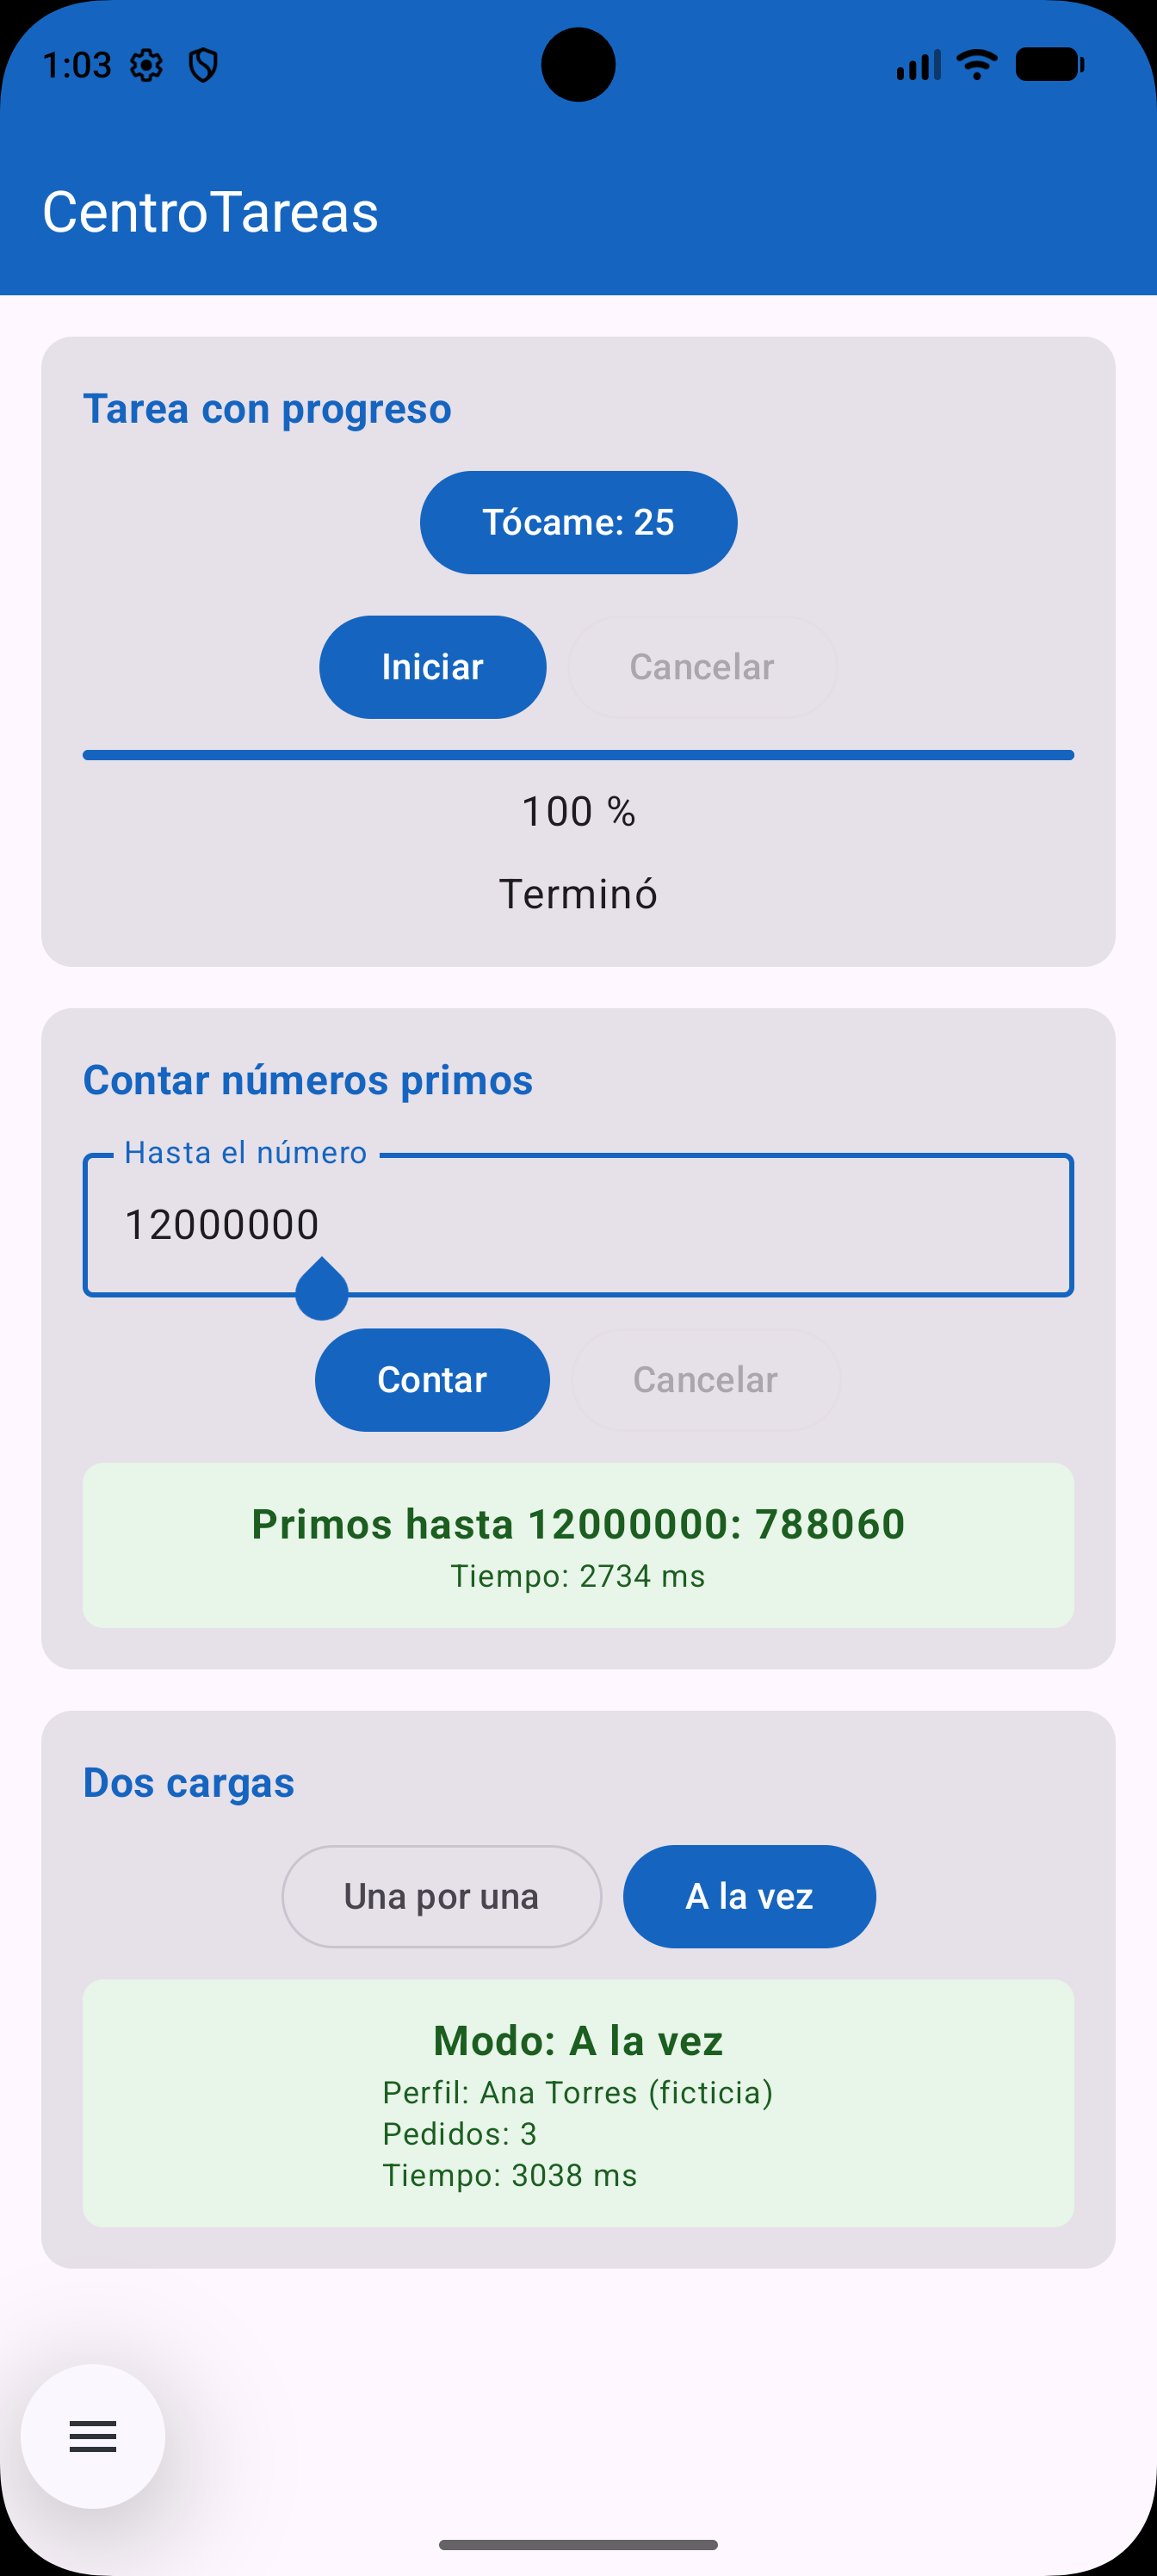 1:03
CentroTareas
Tarea con progreso
Tócame: 25
Iniciar
Cancelar
100 %
Terminó
Contar números primos
Hasta el número
12000000
Contar
Cancelar
Primos hasta 12000000: 788060
Tiempo: 2734 ms
Dos cargas
Una por una
A la vez
Modo: A la vez
Perfil: Ana Torres (ficticia)
Pedidos: 3
Tiempo: 3038 ms